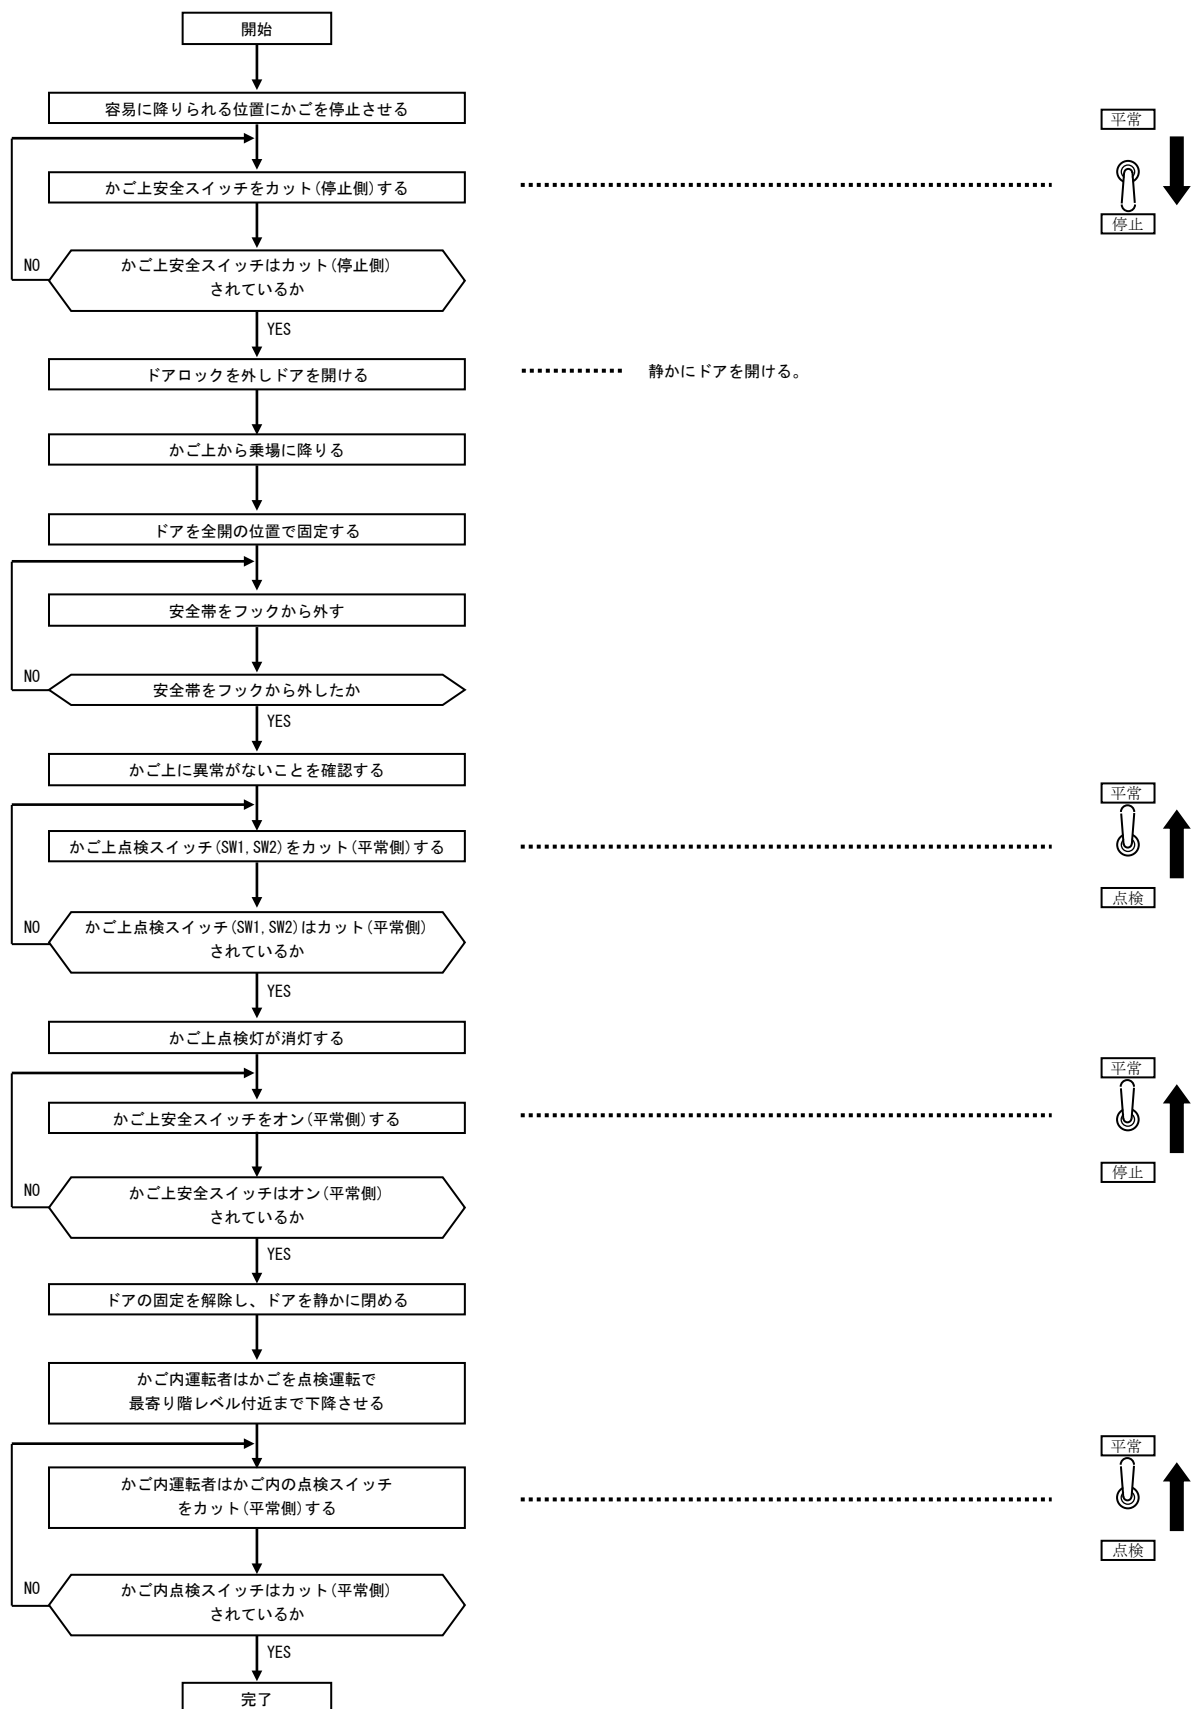 開始
容易に降りられる位置にかごを停止させる
平常
かご上安全スイッチをカット(停止側)する
停止
NO
かご上安全スイッチはカット(停止側)
されているか
YES
ドアロックを外しドアを開ける
静かにドアを開ける。
かご上から乗場に降りる
ドアを全開の位置で固定する
安全帯をフックから外す
NO
安全帯をフックから外したか
YES
かご上に異常がないことを確認する
平常
かご上点検スイッチ(SW1,SW2)をカット(平常側)する
点検
NO
かご上点検スイッチ(SW1,SW2)はカット(平常側)
されているか
YES
かご上点検灯が消灯する
平常
かご上安全スイッチをオン(平常側)する
停止
NO
かご上安全スイッチはオン(平常側)
されているか
YES
ドアの固定を解除し、ドアを静かに閉める
かご内運転者はかごを点検運転で
最寄り階レベル付近まで下降させる
平常
かご内運転者はかご内の点検スイッチ
をカット(平常側)する
点検
NO
かご内点検スイッチはカット(平常側)
されているか
YES
完了